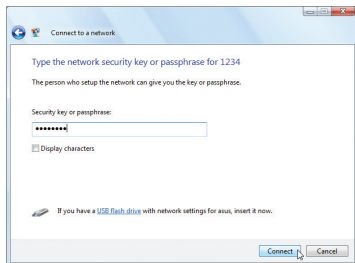 Connect to a network
Type the network security key or passphrase for 1234
The person who setup the network can give you the key or passphrase.
Security key or passphrase:
••••••••
Display characters
If you have a USB flash drive with network settings for asus, insert it now.
Connect Cancel